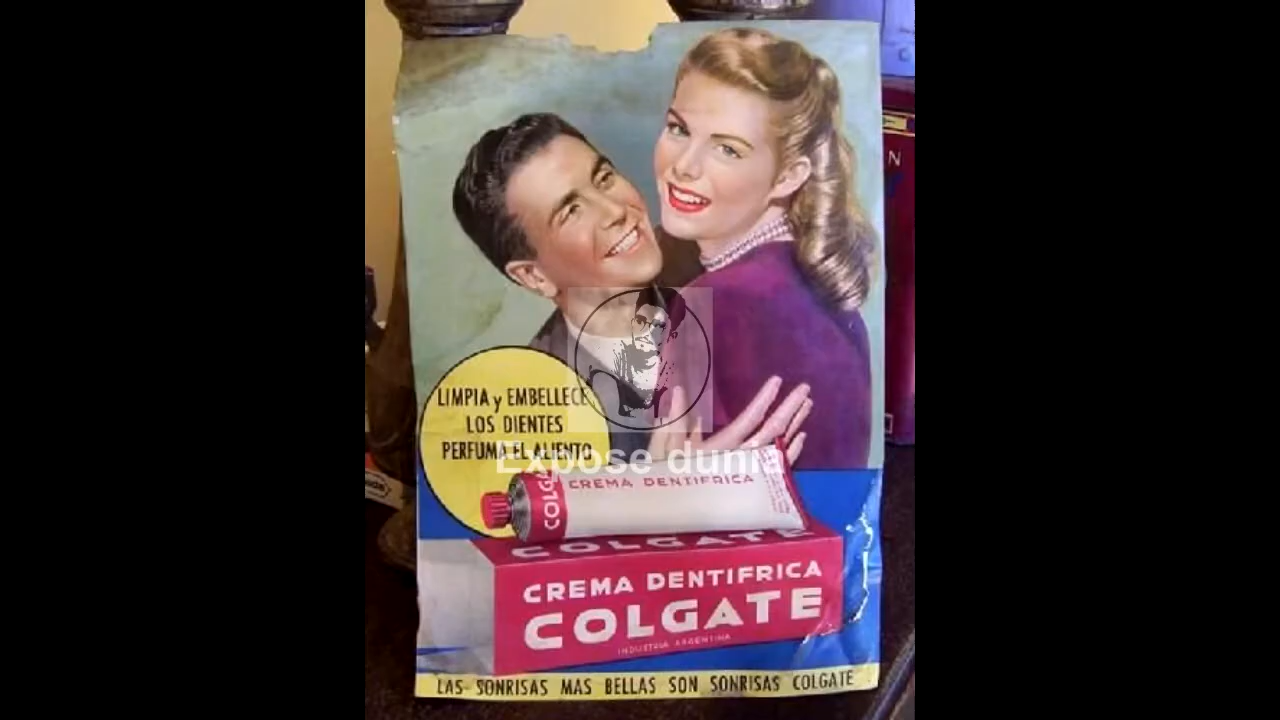 LIMPIA y EMBELLECE
LOS DIENTES
PERFUMA EL ALIENTO
Expose dunia
COLGA
CREMA DENTIFRICA
COLGATE
CREMA DENTIFRICA
COLGATE
INDUSTRIA ARGENTINA
LAS SONRISAS MAS BELLAS SON SONRISAS COLGATE
N